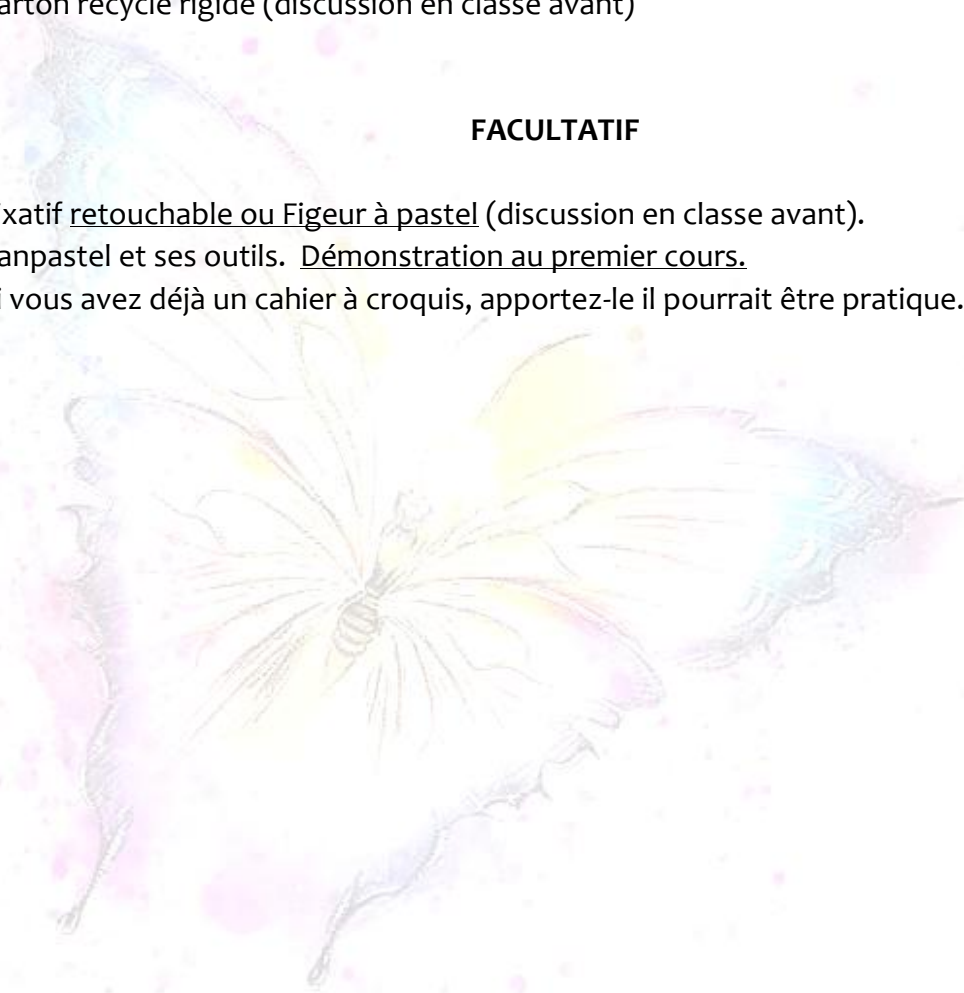 arton recyclé rigide (discussion en classe avant)
FACULTATIF
ixatif retouchable ou Figeur à pastel (discussion en classe avant).
anpastel et ses outils.  Démonstration au premier cours.
i vous avez déjà un cahier à croquis, apportez-le il pourrait être pratique.